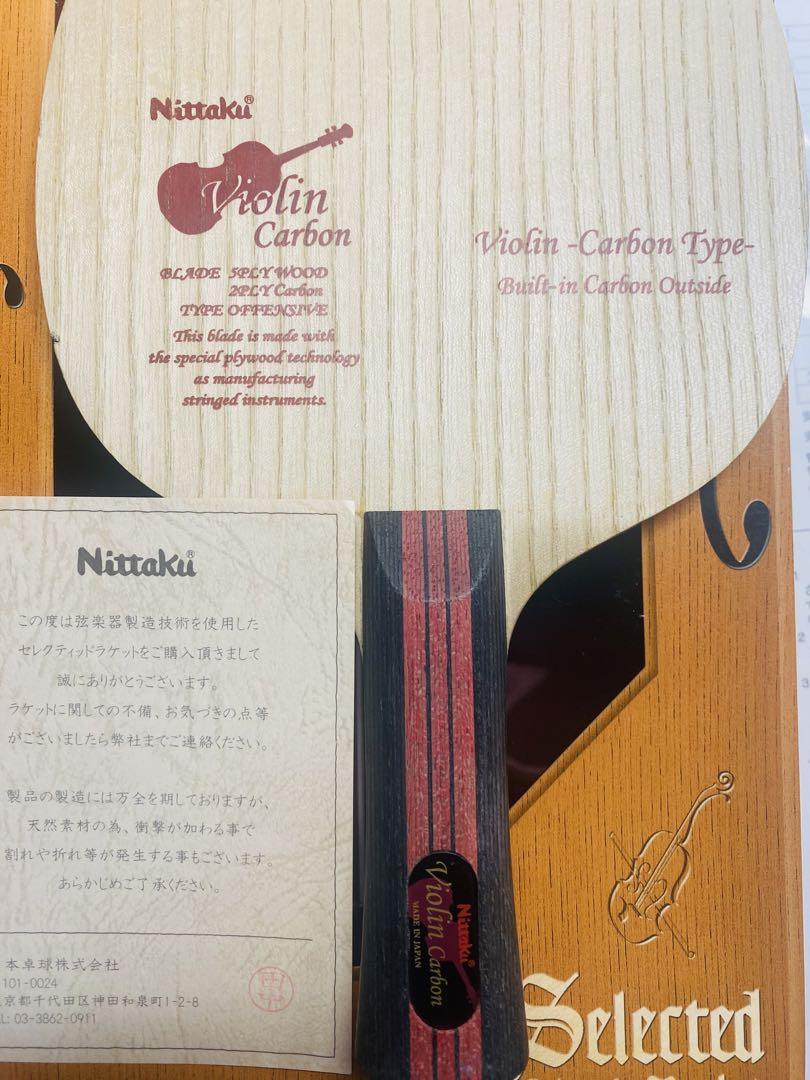 Nittaku®
Violin
Carbon
BLADE 5PLY WOOD
2PLY Carbon
TYPE OFFENSIVE
This blade is made with
the special plywood technology
as manufacturing
stringed instruments.
Violin -Carbon Type-
Built-in Carbon Outside
Nittaku®
この度は弦楽器製造技術を使用した
セレクティッドラケットをご購入頂きまして
誠にありがとうございます。
ラケットに関しての不備、お気づきの点等
がございましたら弊社までご連絡ください。
製品の製造には万全を期しておりますが、
天然素材の為、衝撃が加わる事で
割れや折れ等が発生する事もございます。
あらかじめご了承ください。
本卓球株式会社
101-0024
京都千代田区神田和泉町1-2-8
L: 03-3862-0911
Nittaku
Violin Carbon
MADE IN JAPAN
Selected